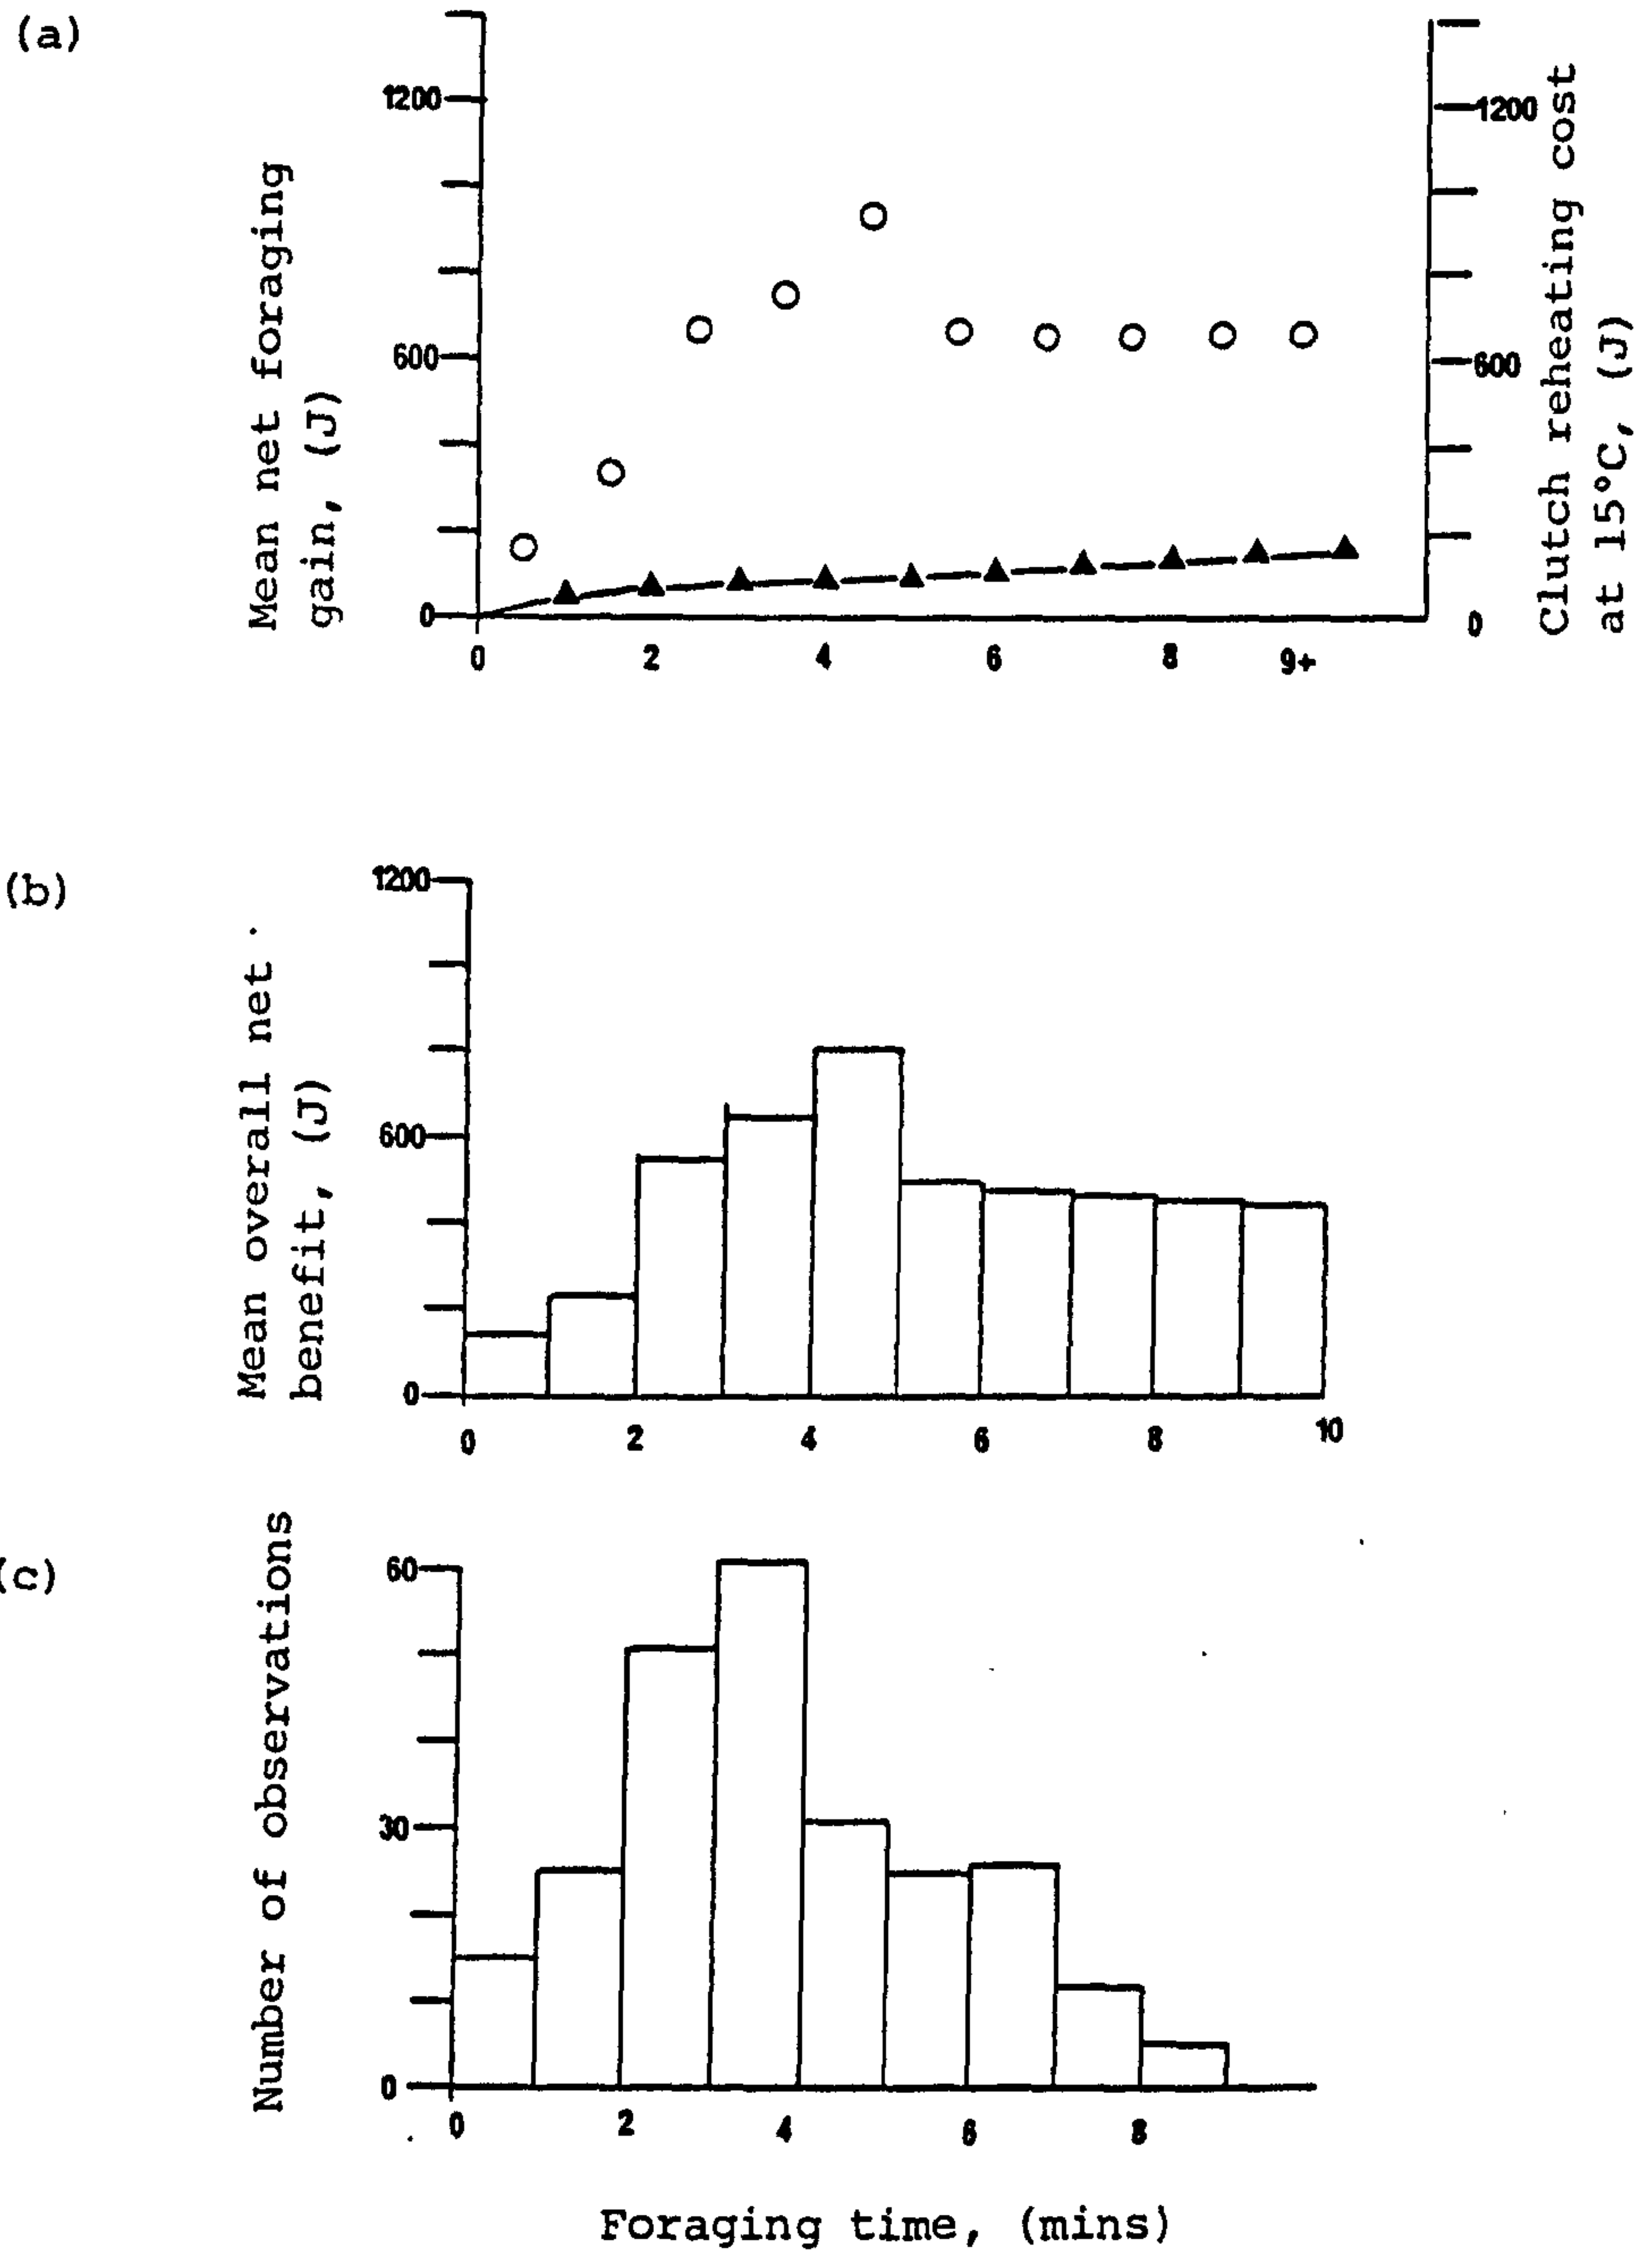 (a)
Mean net foraging
gain, (J)
1200
600
0
1200
600
0
Clutch reheating cost
at 15°C, (J)
0 2 4 6 8 9+
(b)
Mean overall net
benefit, (J)
1200
600
0
0 2 4 6 8 10
(c)
Number of observations
60
30
0
0 2 4 6 8
Foraging time, (mins)